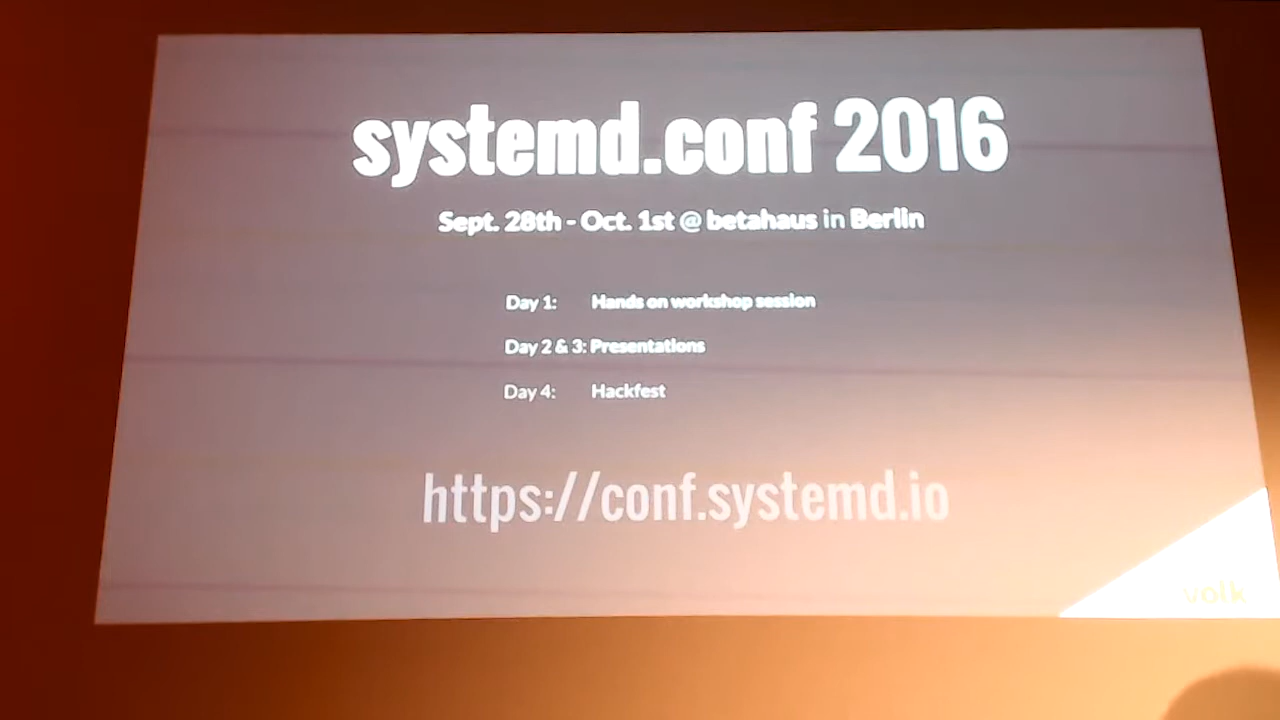 systemd.conf 2016
Sept. 28th - Oct. 1st @ betahaus in Berlin
Day 1: Hands on workshop session
Day 2 & 3: Presentations
Day 4: Hackfest
https://conf.systemd.io
volk